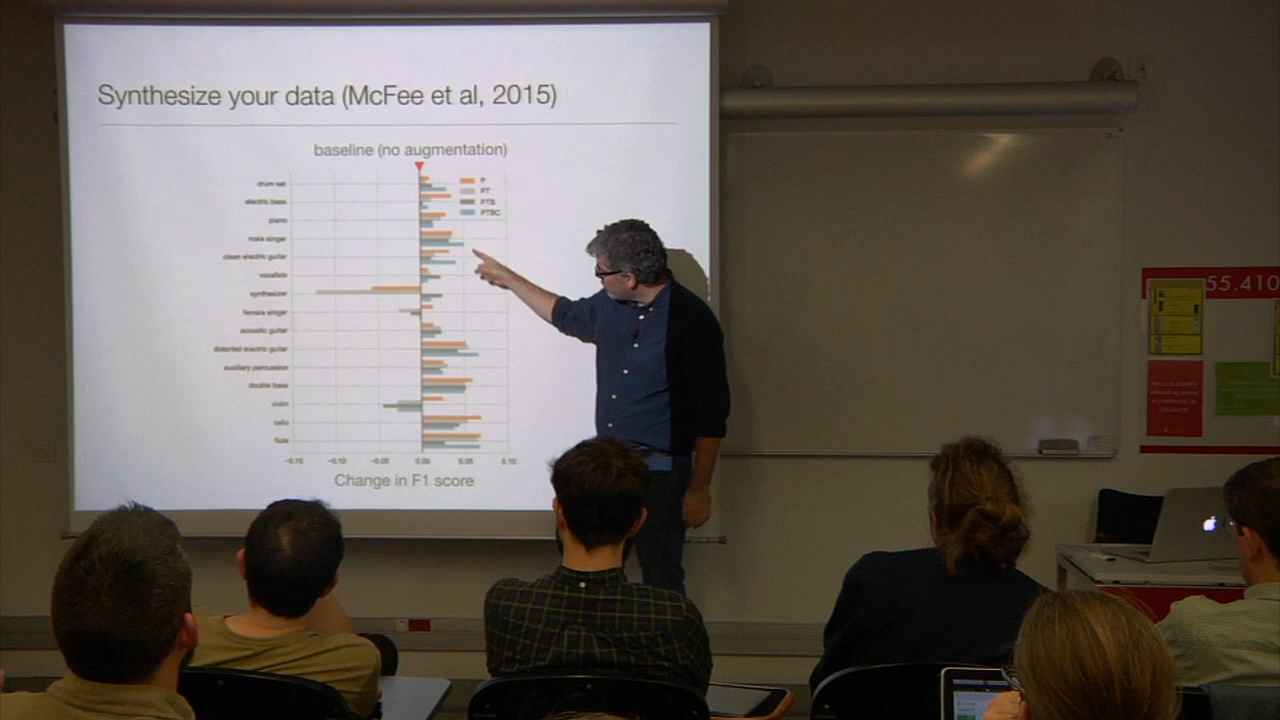 Synthesize your data (McFee et al, 2015)
baseline (no augmentation)
P
PT
PTB
PTBC
drum set
electric bass
piano
male singer
clean electric guitar
vocalists
synthesizer
female singer
acoustic guitar
distorted electric guitar
auxiliary percussion
double bass
violin
cello
flute
-0.15 -0.10 -0.05 0.00 0.05 0.10
Change in F1 score
55.410